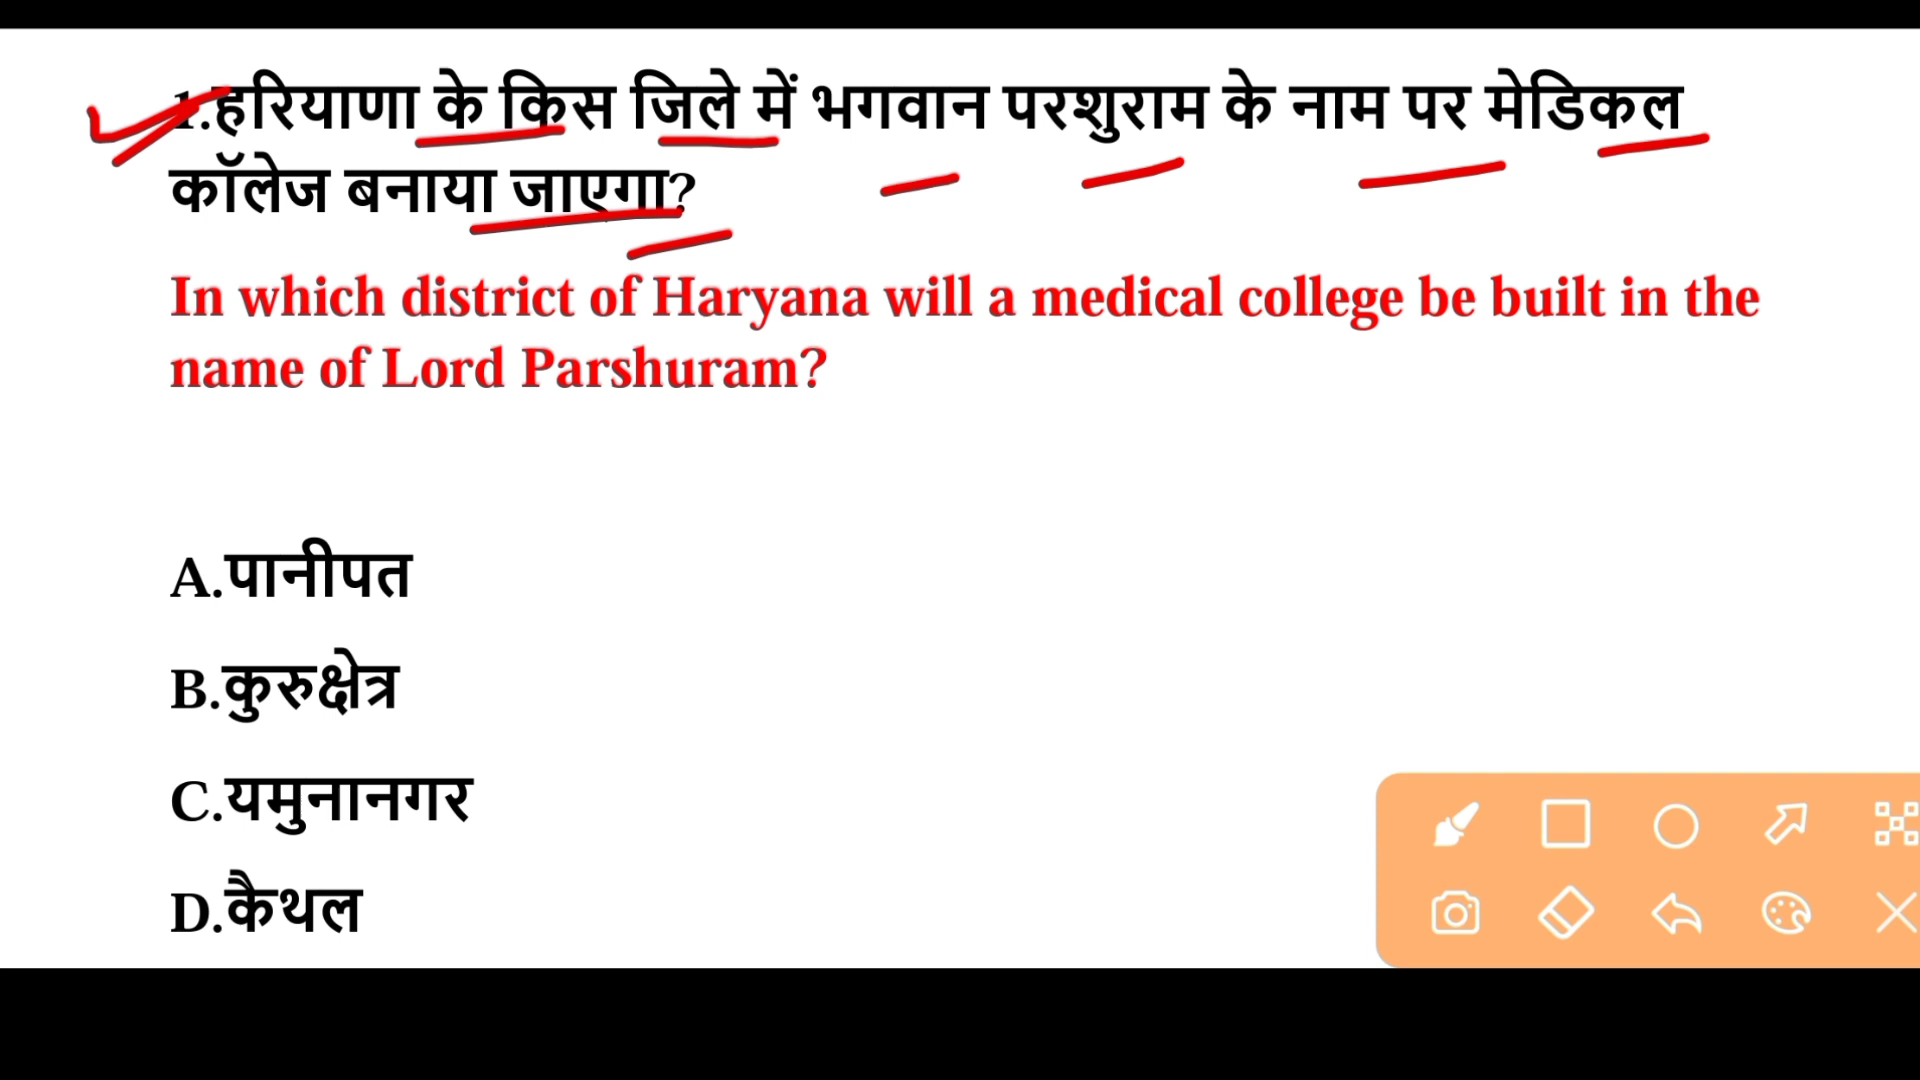 1.हरियाणा के किस जिले में भगवान परशुराम के नाम पर मेडिकल
कॉलेज बनाया जाएगा?
In which district of Haryana will a medical college be built in the
name of Lord Parshuram?
A.पानीपत
B.कुरुक्षेत्र
C.यमुनानगर
D.कैथल